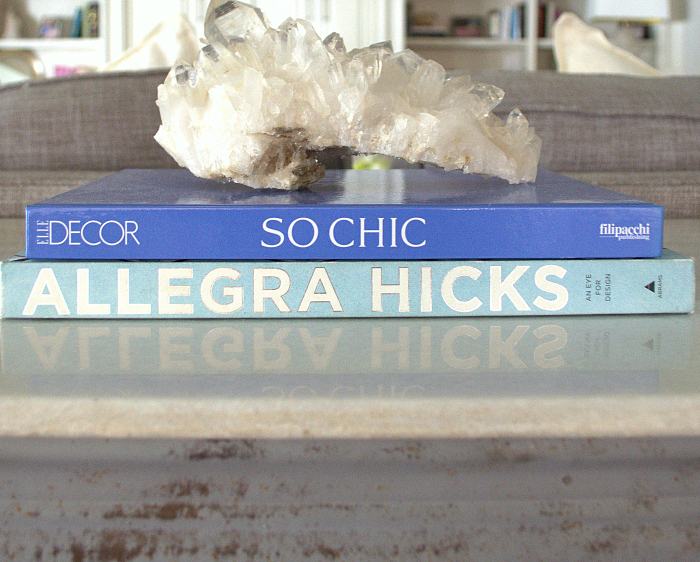 ELLE DECOR SO CHIC filipacchi publishing
ALLEGRA HICKS AN EYE FOR DESIGN ABRAMS